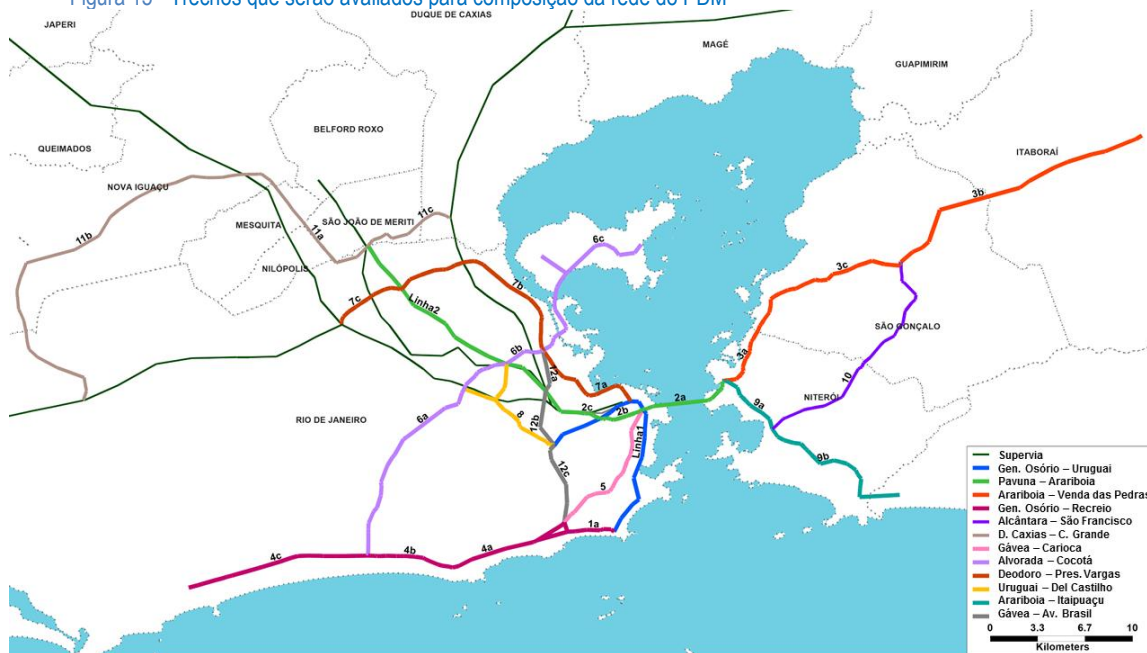 Figura 15 - Trechos que serão avaliados para composição da rede do PDM
JAPERI
DUQUE DE CAXIAS
MAGÉ
GUAPIMIRIM
BELFORD ROXO
QUEIMADOS
ITABORAÍ
NOVA IGUAÇU
3b
MESQUITA
SÃO JOÃO DE MERITI
11c
11a
11b
6c
NILÓPOLIS
3c
7b
7c
Linha2
SÃO GONÇALO
6b
12a
3a
7a
10
2a
NITERÓI
RIO DE JANEIRO
6a
8
2c
2b
9a
12b
Linha1
9b
12c
5
1a
4a
4b
4c
Supervia
Gen. Osório – Uruguai
Pavuna – Arariboia
Arariboia – Venda das Pedras
Gen. Osório – Recreio
Alcântara – São Francisco
D. Caxias – C. Grande
Gávea – Carioca
Alvorada – Cocotá
Deodoro – Pres. Vargas
Uruguai – Del Castilho
Arariboia – Itaipuaçu
Gávea – Av. Brasil
0 3.3 6.7 10
Kilometers